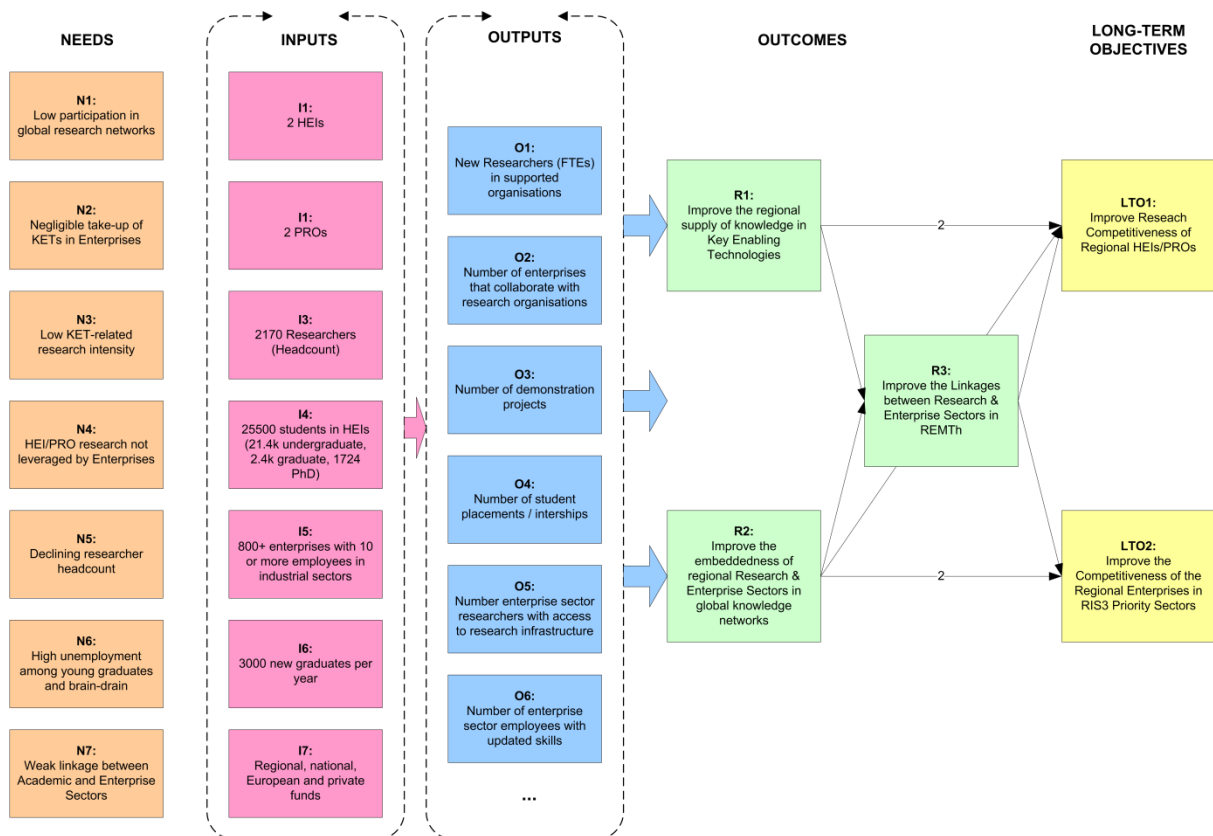 NEEDS
N1:
Low participation in
global research networks
N2:
Negligible take-up of
KETs in Enterprises
N3:
Low KET-related
research intensity
N4:
HEI/PRO research not
leveraged by Enterprises
N5:
Declining researcher
headcount
N6:
High unemployment
among young graduates
and brain-drain
N7:
Weak linkage between
Academic and Enterprise
Sectors
INPUTS
I1:
2 HEIs
I1:
2 PROs
I3:
2170 Researchers
(Headcount)
I4:
25500 students in HEIs
(21.4k undergraduate,
2.4k graduate, 1724
PhD)
I5:
800+ enterprises with 10
or more employees in
industrial sectors
I6:
3000 new graduates per
year
I7:
Regional, national,
European and private
funds
OUTPUTS
O1:
New Researchers (FTEs)
in supported
organisations
O2:
Number of enterprises
that collaborate with
research organisations
O3:
Number of demonstration
projects
O4:
Number of student
placements / interships
O5:
Number enterprise sector
researchers with access
to research infrastructure
O6:
Number of enterprise
sector employees with
updated skills
...
OUTCOMES
R1:
Improve the regional
supply of knowledge in
Key Enabling
Technologies
2
R3:
Improve the Linkages
between Research &
Enterprise Sectors in
REMTh
R2:
Improve the
embeddedness of
regional Research &
Enterprise Sectors in
global knowledge
networks
2
LONG-TERM
OBJECTIVES
LTO1:
Improve Reseach
Competitiveness of
Regional HEIs/PROs
LTO2:
Improve the
Competitiveness of the
Regional Enterprises in
RIS3 Priority Sectors